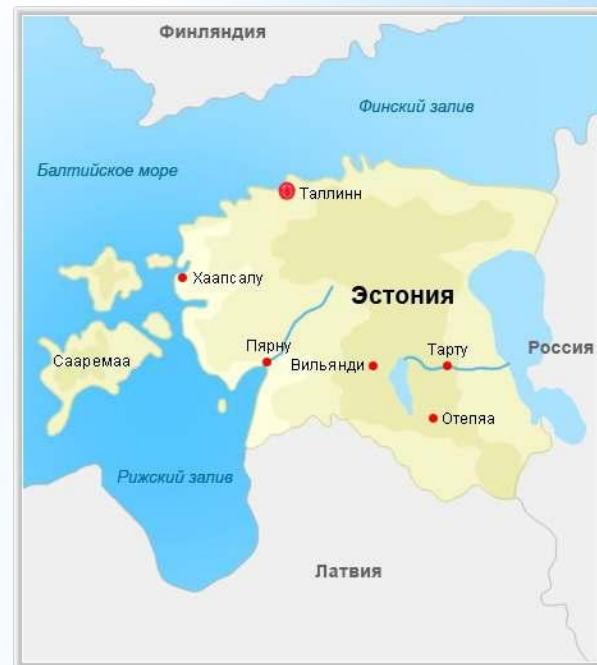 Финляндия
Финский залив
Балтийское море
Таллинн
Хаапсалу
Эстония
Пярну
Сааремаа
Вильянди
Тарту
Россия
Отепяа
Рижский залив
Латвия